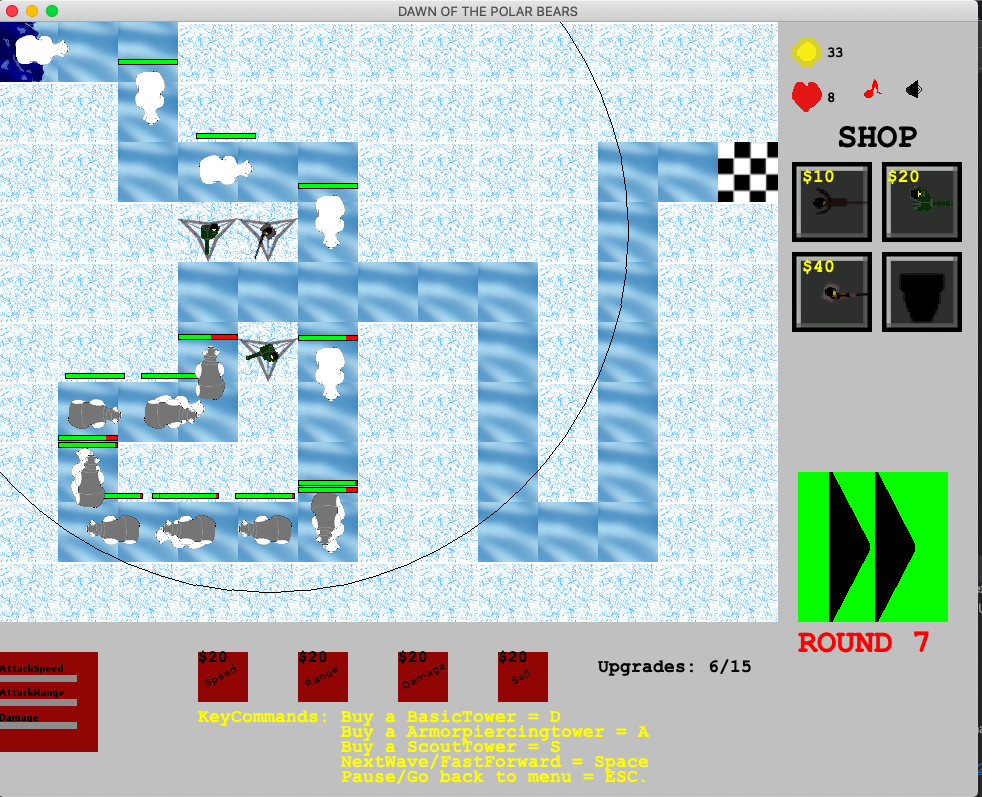 DAWN OF THE POLAR BEARS
33
8
SHOP
$10
$20
$40
ROUND 7
AttackSpeed
AttackRange
Damage
$20
Speed
$20
Range
$20
Damage
$20
Sell
Upgrades: 6/15
KeyCommands: Buy a BasicTower = D
Buy a Armorpiercingtower = A
Buy a ScoutTower = S
NextWave/FastForward = Space
Pause/Go back to menu = ESC.